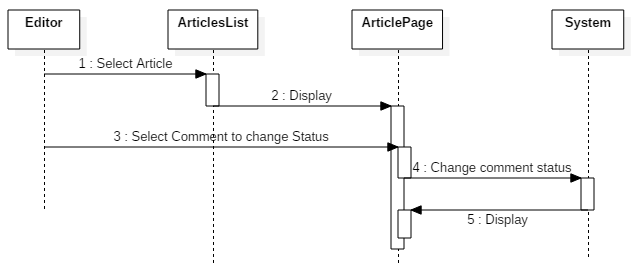 Editor
ArticlesList
ArticlePage
System
1 : Select Article
2 : Display
3 : Select Comment to change Status
4 : Change comment status
5 : Display